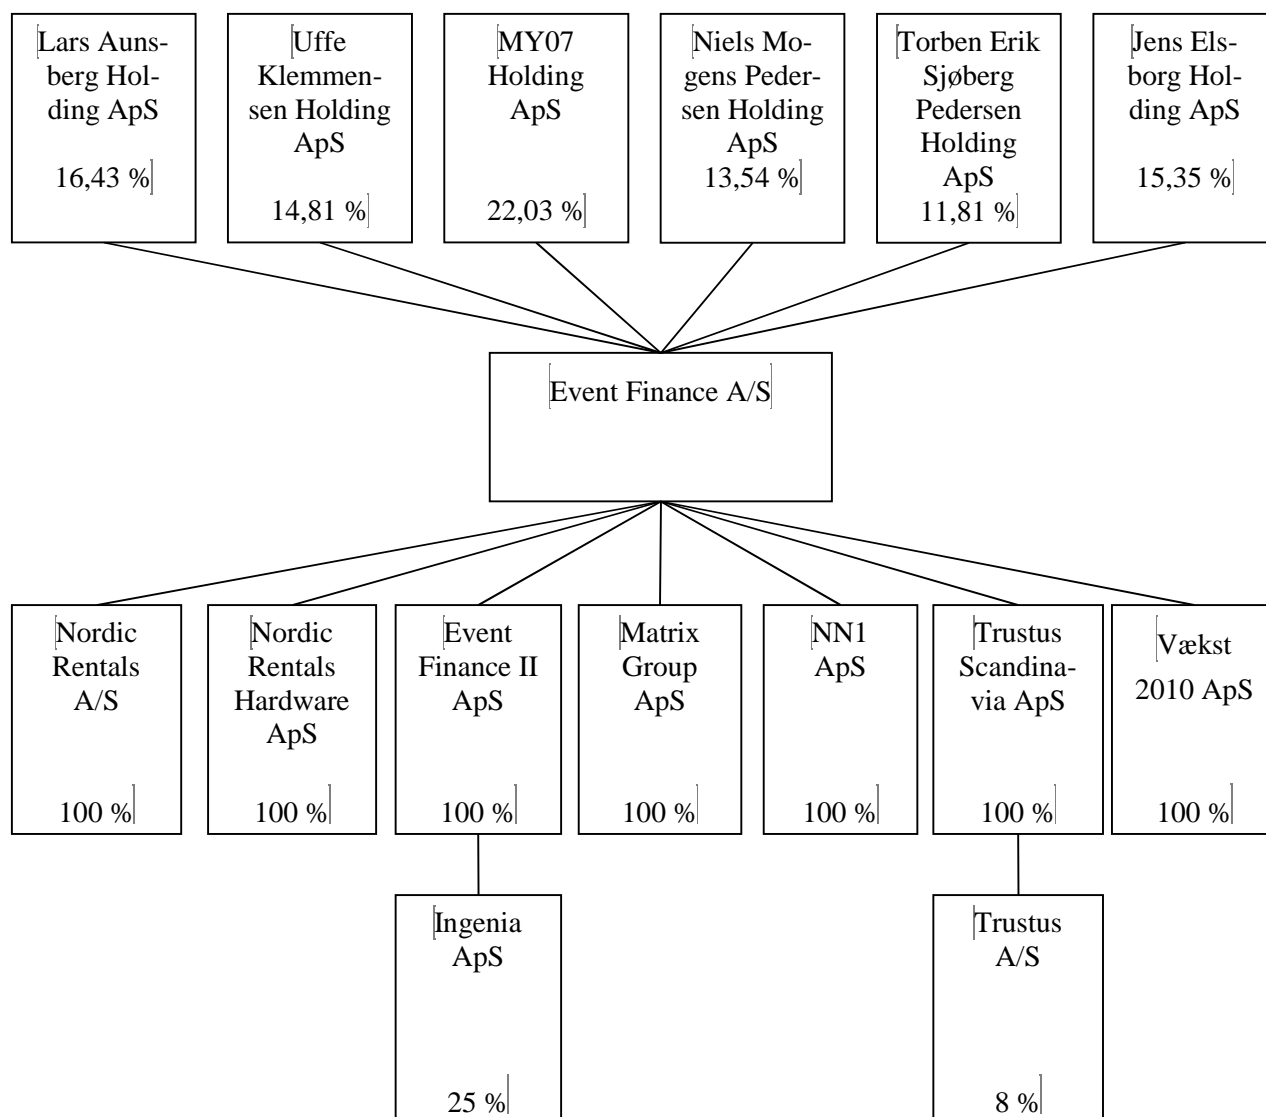 Lars Auns-
berg Hol-
ding ApS
16,43 %
Uffe
Klemmen-
sen Holding
ApS
14,81 %
MY07
Holding
ApS
22,03 %
Niels Mo-
gens Peder-
sen Holding
ApS
13,54 %
Torben Erik
Sjøberg
Pedersen
Holding
ApS
11,81 %
Jens Els-
borg Hol-
ding ApS
15,35 %
Event Finance A/S
Nordic
Rentals
A/S
100 %
Nordic
Rentals
Hardware
ApS
100 %
Event
Finance II
ApS
100 %
Matrix
Group
ApS
100 %
NN1
ApS
100 %
Trustus
Scandina-
via ApS
100 %
Vækst
2010 ApS
100 %
Ingenia
ApS
25 %
Trustus
A/S
8 %